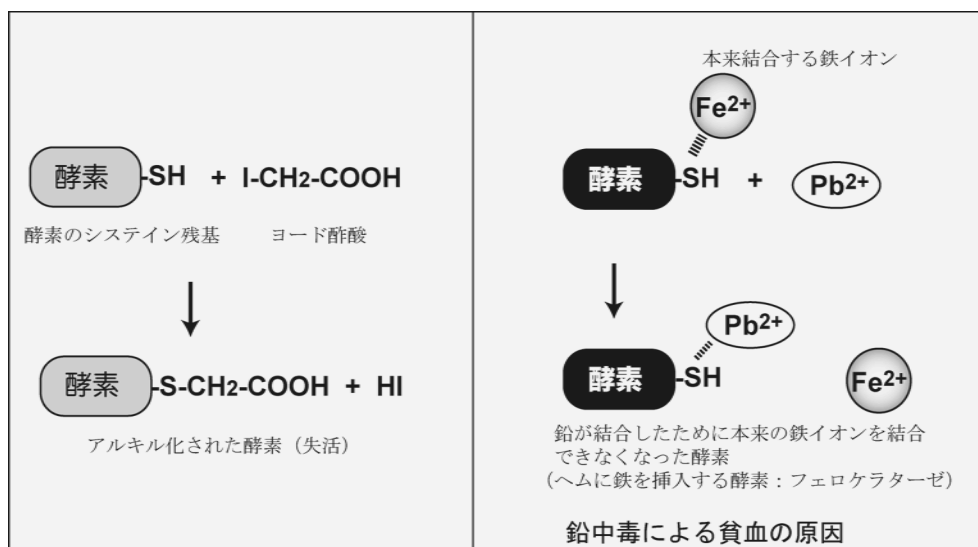 酵素 -SH + I-CH2-COOH
酵素のシステイン残基 ヨード酢酸
酵素 -S-CH2-COOH + HI
アルキル化された酵素（失活）
本来結合する鉄イオン
Fe2+
酵素 -SH + Pb2+
Pb2+
酵素 -SH Fe2+
鉛が結合したために本来の鉄イオンを結合
できなくなった酵素
（ヘムに鉄を挿入する酵素：フェロケラターゼ）
鉛中毒による貧血の原因